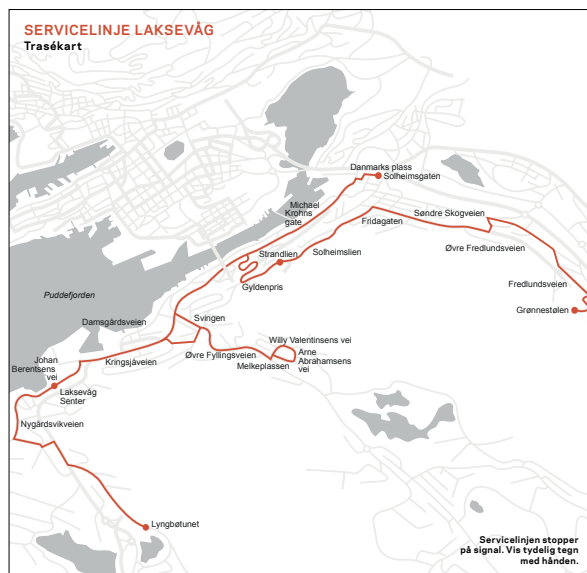 SERVICELINJE LAKSEVÅG
Trasékart
Danmarks plass
Solheimsgaten
Michael
Krohns
gate
Søndre Skogveien
Fridagaten
Strandlien
Solheimslien
Øvre Fredlundsveien
Gyldenpris
Fredlundsveien
Puddefjorden
Grønnestølen
Damsgårdsveien
Svingen
Willy Valentinsens vei
Johan
Berentsens
vei
Kringsjåveien
Øvre Fyllingsveien
Arne
Abrahamsens
vei
Melkeplassen
Laksevåg
Senter
Nygårdsvikveien
Lyngbøtunet
Servicelinjen stopper
på signal. Vis tydelig tegn
med hånden.